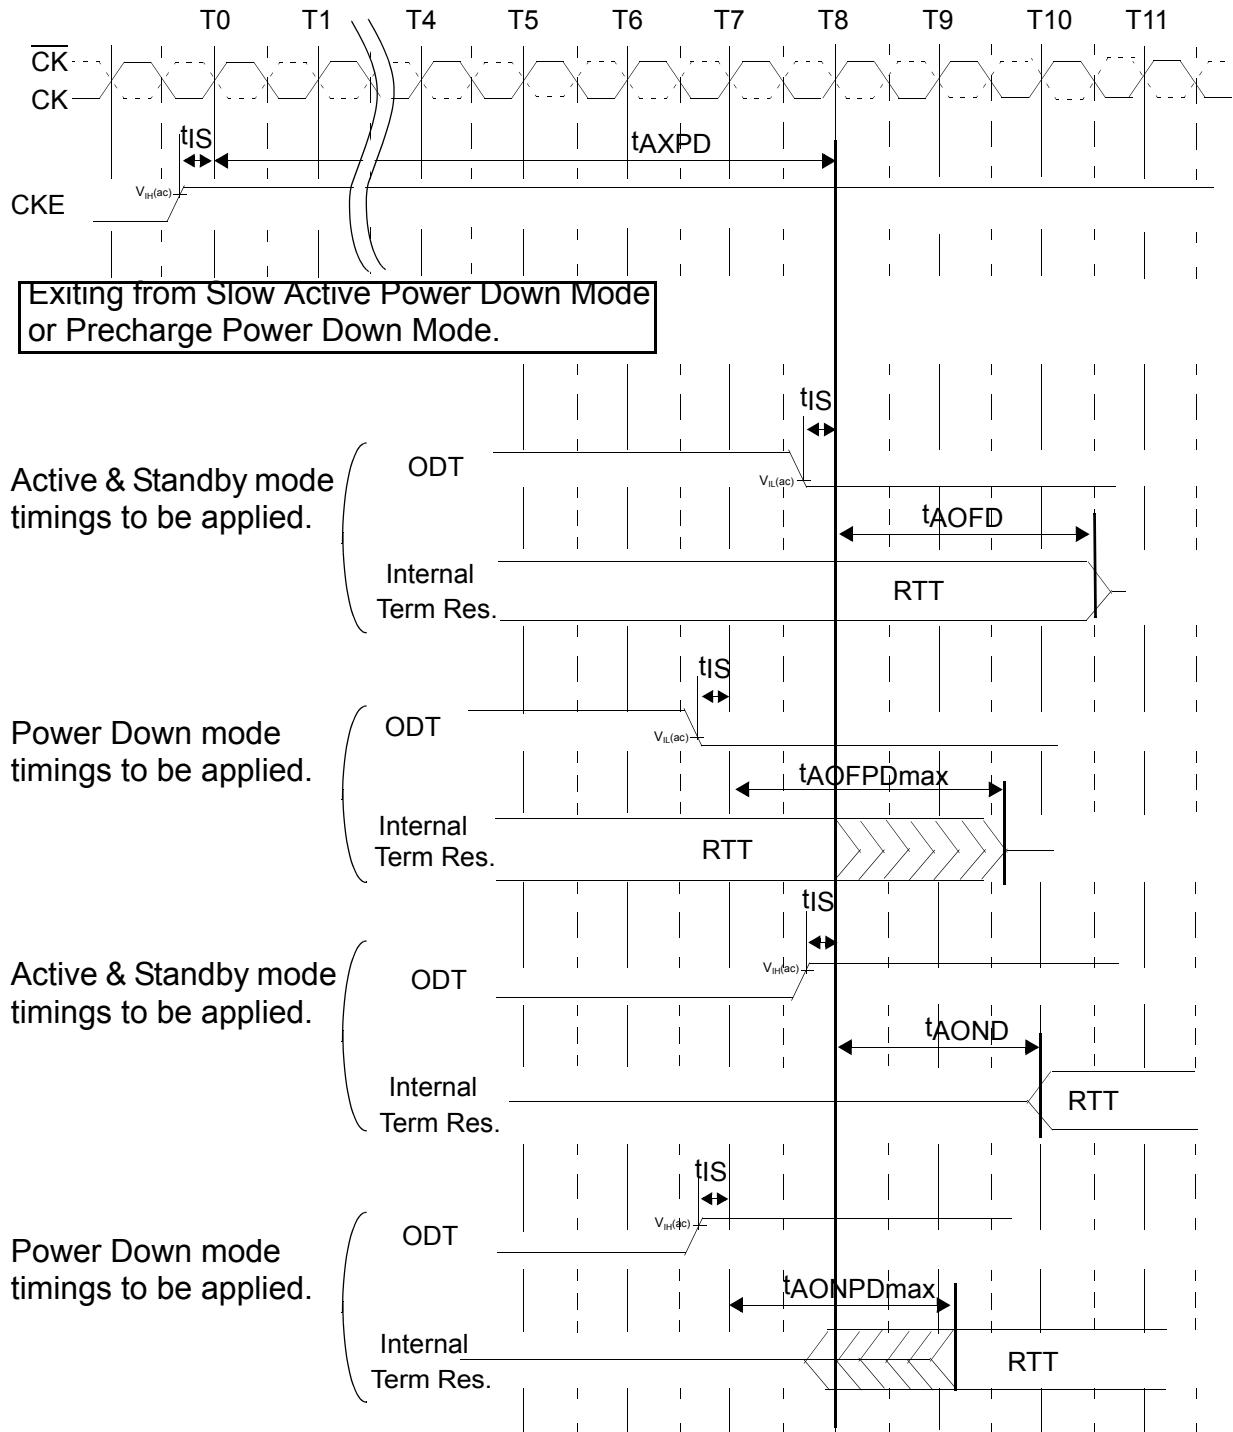 T0 T1 T4 T5 T6 T7 T8 T9 T10 T11
CK
CK
tIS
tAXPD
VIH(ac)
CKE
Exiting from Slow Active Power Down Mode
or Precharge Power Down Mode.
tIS
ODT
VIL(ac)
Active & Standby mode
timings to be applied.
tAOFD
Internal
Term Res.
RTT
tIS
ODT
VIL(ac)
Power Down mode
timings to be applied.
tAOFPDmax
Internal
Term Res.
RTT
tIS
VIH(ac)
ODT
Active & Standby mode
timings to be applied.
tAOND
Internal
Term Res.
RTT
tIS
VIH(ac)
ODT
Power Down mode
timings to be applied.
tAONPDmax
Internal
Term Res.
RTT